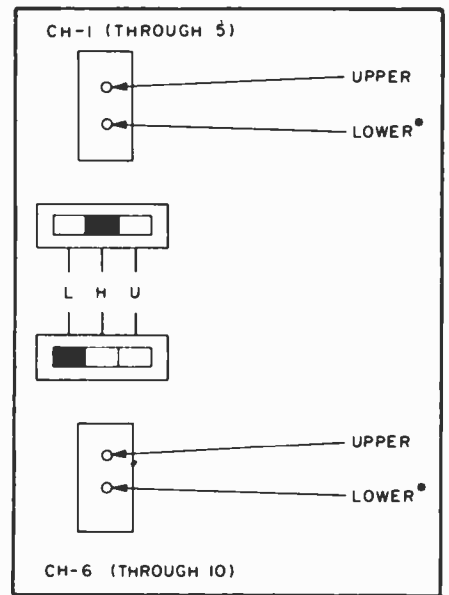 CH-1 (THROUGH 5)
UPPER
LOWER•
L H U
UPPER
LOWER•
CH-6 (THROUGH 10)